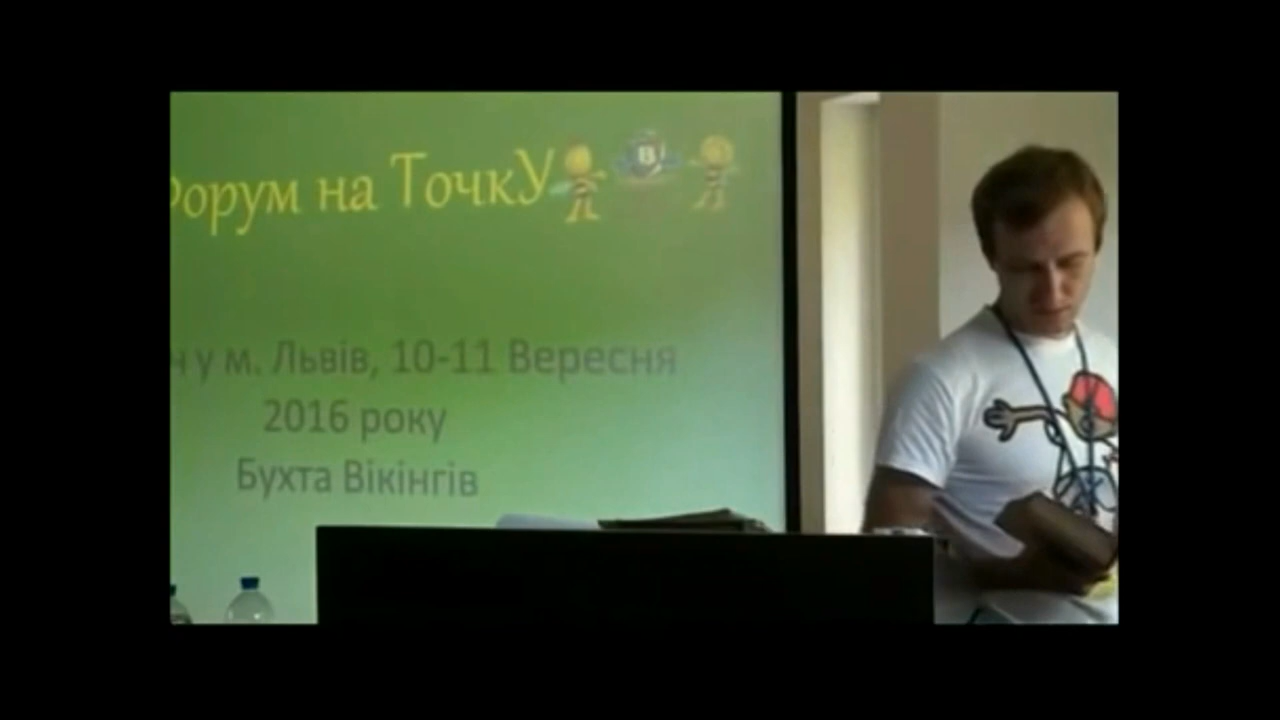 Форум на ТочкУ
В
н у м. Львів, 10-11 Вересня
2016 року
Бухта Вікінгів